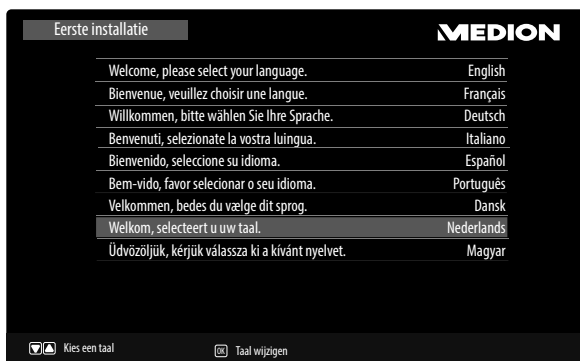 Eerste installatie
MEDION
Welcome, please select your language. English
Bienvenue, veuillez choisir une langue. Français
Willkommen, bitte wählen Sie Ihre Sprache. Deutsch
Benvenuti, selezionate la vostra luingua. Italiano
Bienvenido, seleccione su idioma. Español
Bem-vido, favor selecionar o seu idioma. Português
Velkommen, bedes du vælge dit sprog. Dansk
Welkom, selecteert u uw taal. Nederlands
Üdvözöljük, kérjük válassza ki a kívánt nyelvet. Magyar
Kies een taal
OK Taal wijzigen